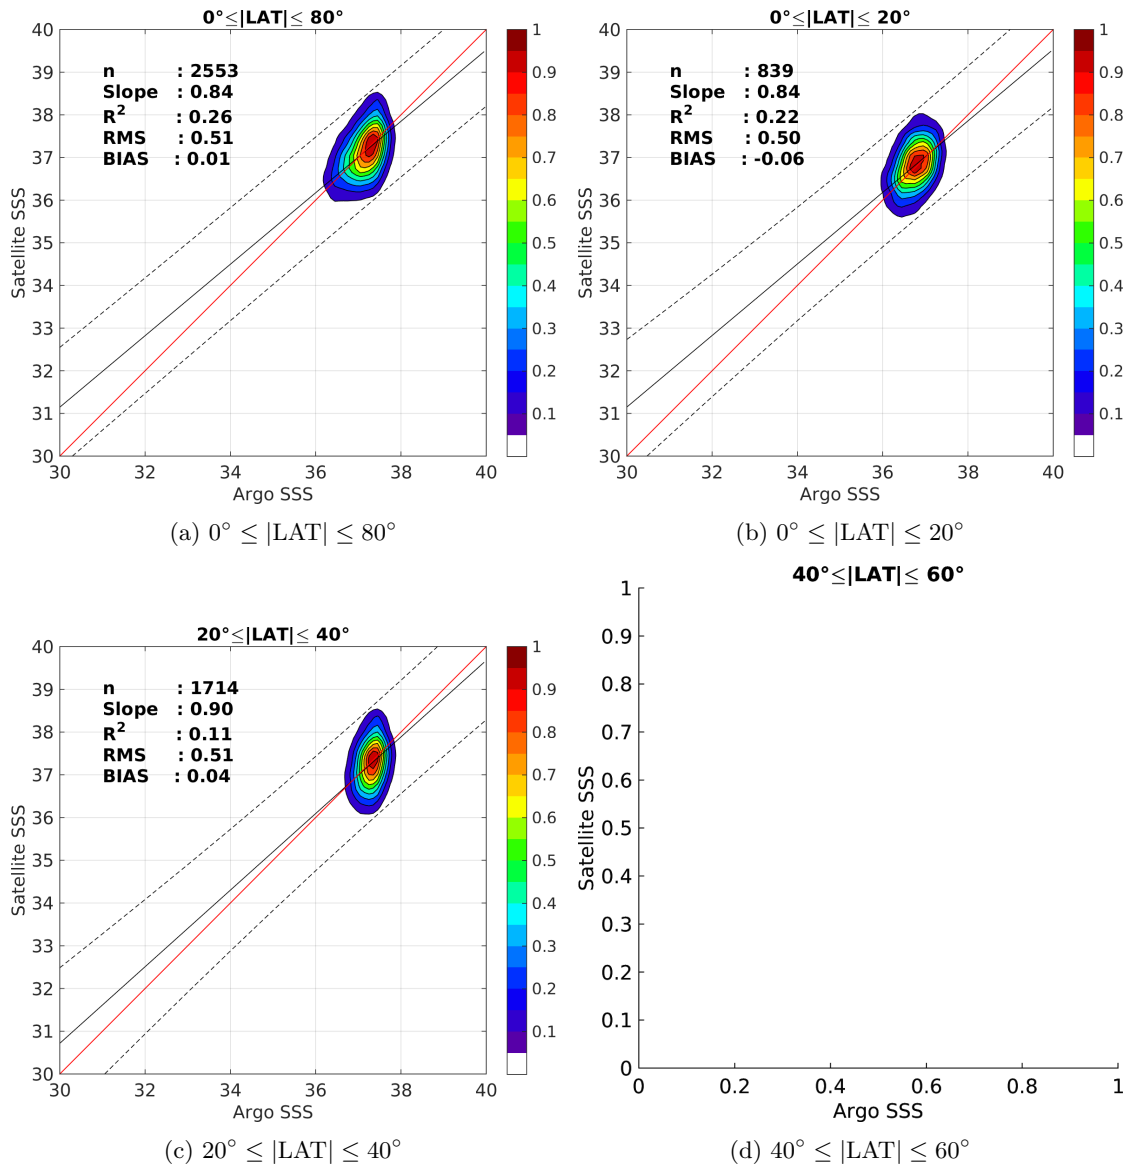 0°≤|LAT|≤ 80°
40
39
38
37
36
35
34
33
32
31
30
Satellite SSS
n : 2553
Slope : 0.84
R² : 0.26
RMS : 0.51
BIAS : 0.01
30 32 34 36 38 40
Argo SSS
1
0.9
0.8
0.7
0.6
0.5
0.4
0.3
0.2
0.1
(a) 0° ≤ |LAT| ≤ 80°
0°≤|LAT|≤ 20°
40
39
38
37
36
35
34
33
32
31
30
Satellite SSS
n : 839
Slope : 0.84
R² : 0.22
RMS : 0.50
BIAS : -0.06
30 32 34 36 38 40
Argo SSS
1
0.9
0.8
0.7
0.6
0.5
0.4
0.3
0.2
0.1
(b) 0° ≤ |LAT| ≤ 20°
20°≤|LAT|≤ 40°
40
39
38
37
36
35
34
33
32
31
30
Satellite SSS
n : 1714
Slope : 0.90
R² : 0.11
RMS : 0.51
BIAS : 0.04
30 32 34 36 38 40
Argo SSS
1
0.9
0.8
0.7
0.6
0.5
0.4
0.3
0.2
0.1
(c) 20° ≤ |LAT| ≤ 40°
40°≤|LAT|≤ 60°
1
0.9
0.8
0.7
0.6
0.5
0.4
0.3
0.2
0.1
0
Satellite SSS
0 0.2 0.4 0.6 0.8 1
Argo SSS
(d) 40° ≤ |LAT| ≤ 60°